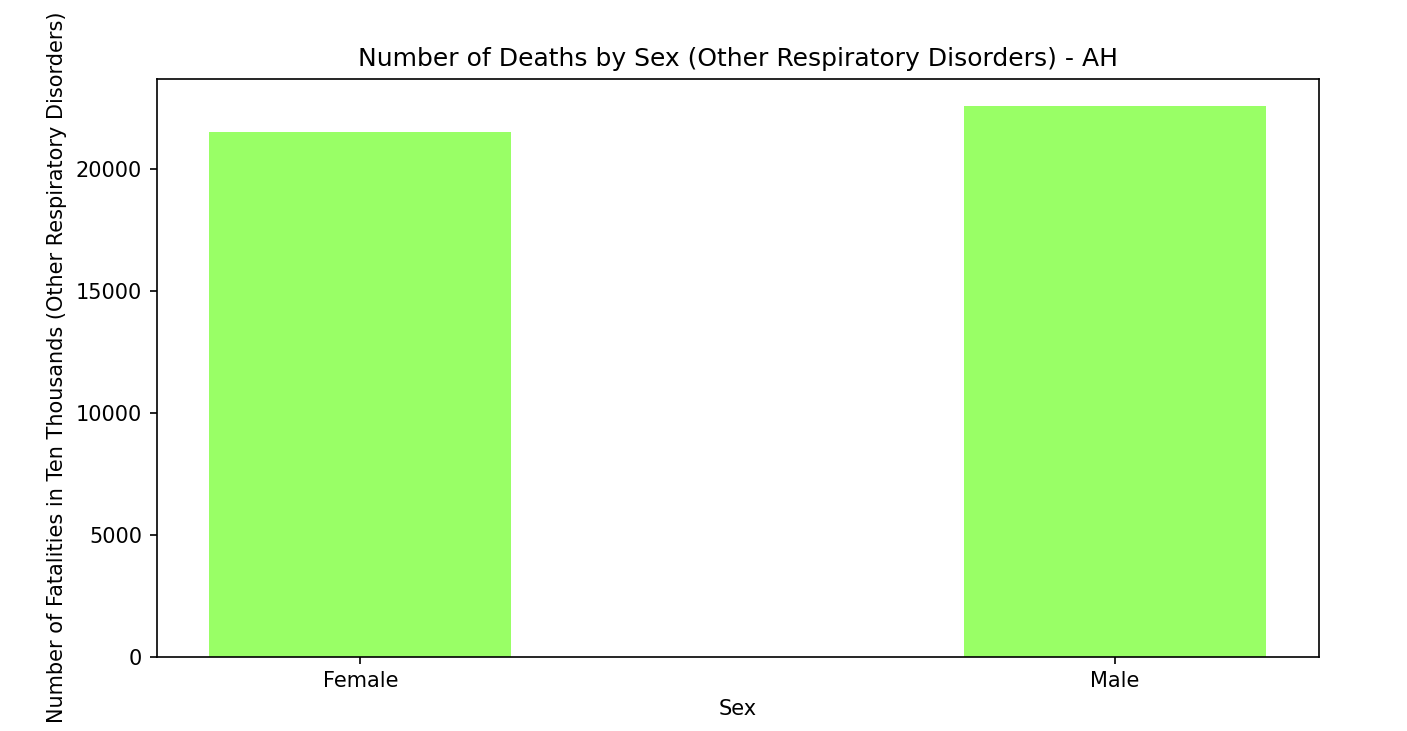 Number of Deaths by Sex (Other Respiratory Disorders) - AH
Number of Fatalities in Ten Thousands (Other Respiratory Disorders)
20000
15000
10000
5000
0
Female
Male
Sex